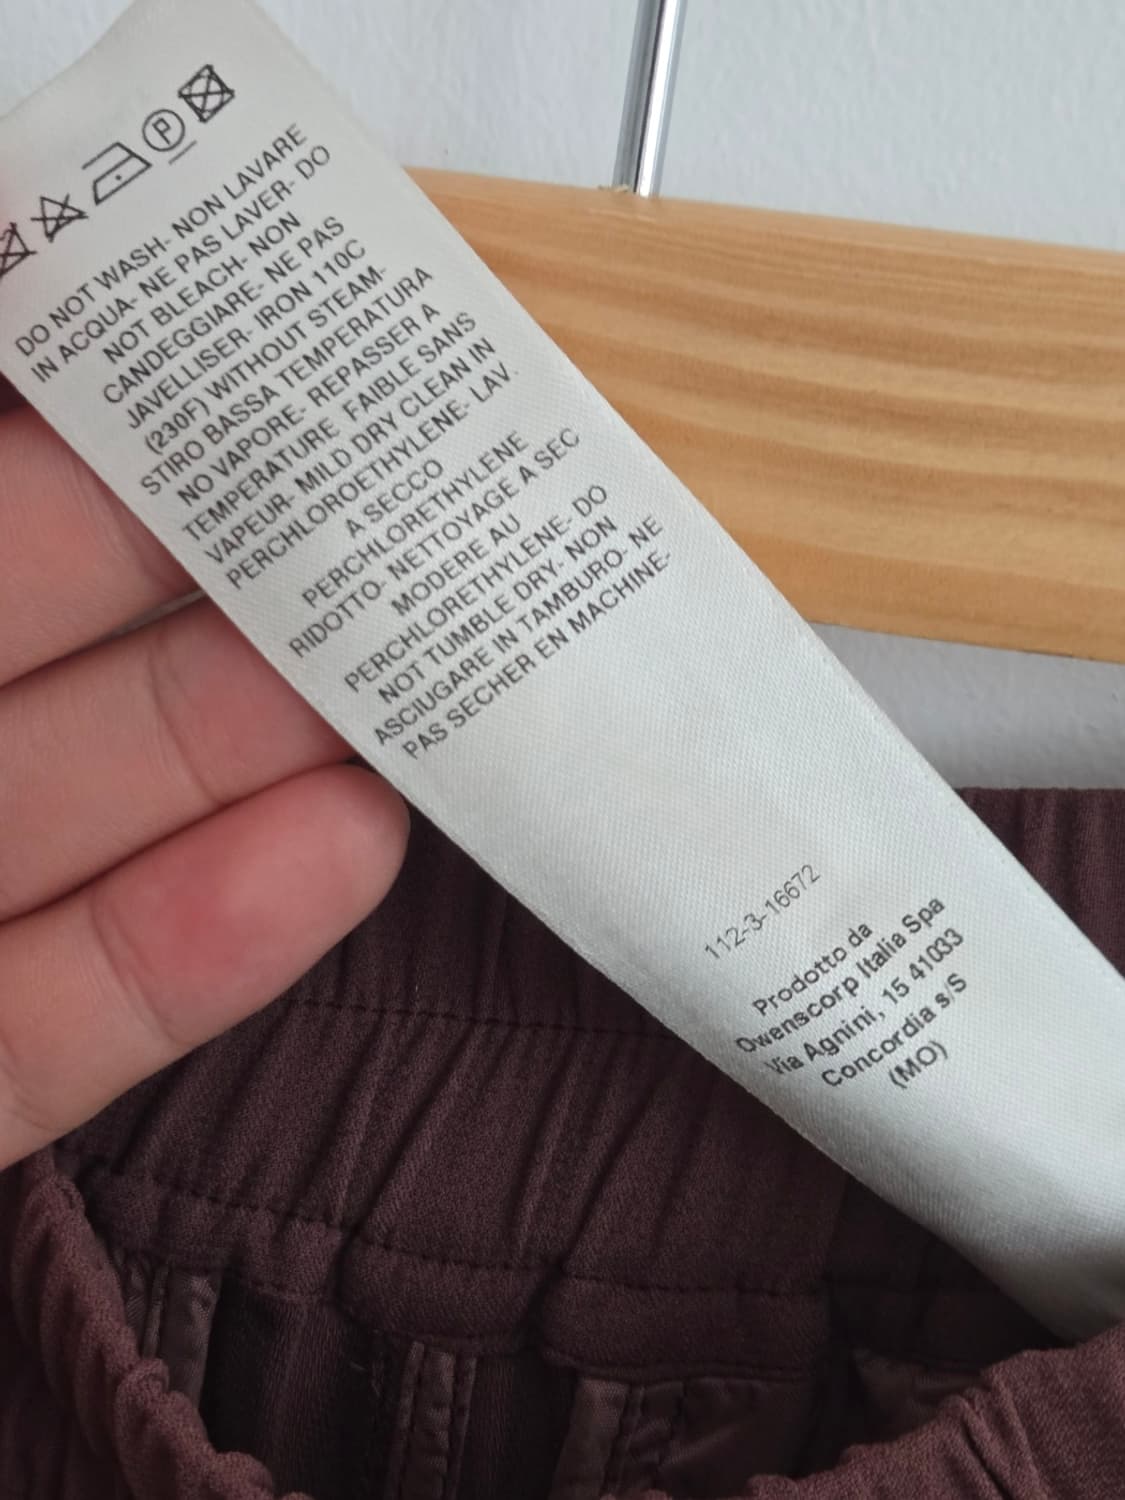 P
DO NOT WASH- NON LAVARE
IN ACQUA- NE PAS LAVER- DO
NOT BLEACH- NON
CANDEGGIARE- NE PAS
JAVELLISER- IRON 110C
(230F) WITHOUT STEAM-
STIRO BASSA TEMPERATURA
NO VAPORE- REPASSER A
TEMPERATURE FAIBLE SANS
VAPEUR- MILD DRY CLEAN IN
PERCHLOROETHYLENE- LAV.
A SECCO
PERCHLORETHYLENE
RIDOTTO- NETTOYAGE A SEC
MODERE AU
PERCHLORETHYLENE- DO
NOT TUMBLE DRY- NON
ASCIUGARE IN TAMBURO- NE
PAS SECHER EN MACHINE-
112-3-16672
Prodotto da
Owenscorp Italia Spa
Via Agnini, 15 41033
Concordia s/S
(MO)